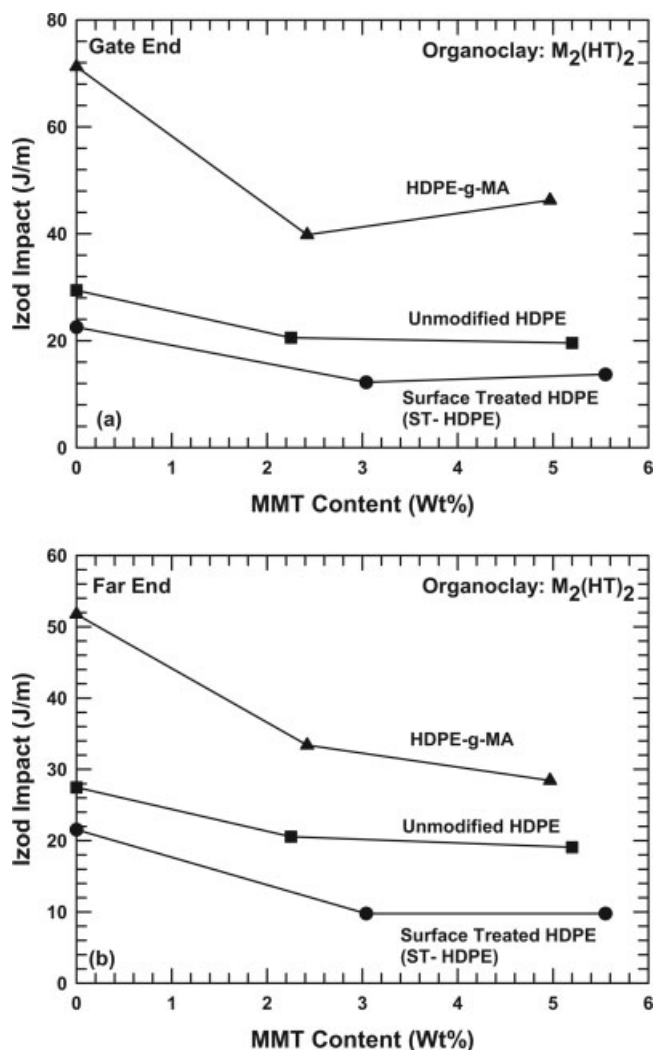 Gate End
Organoclay: M2(HT)2
80
60
40
20
0
Izod Impact (J/m)
HDPE-g-MA
Unmodified HDPE
Surface Treated HDPE
(ST- HDPE)
(a)
0 1 2 3 4 5 6
MMT Content (Wt%)
Far End
Organoclay: M2(HT)2
60
50
40
30
20
10
0
Izod Impact (J/m)
HDPE-g-MA
Unmodified HDPE
Surface Treated HDPE
(ST- HDPE)
(b)
0 1 2 3 4 5 6
MMT Content (Wt%)